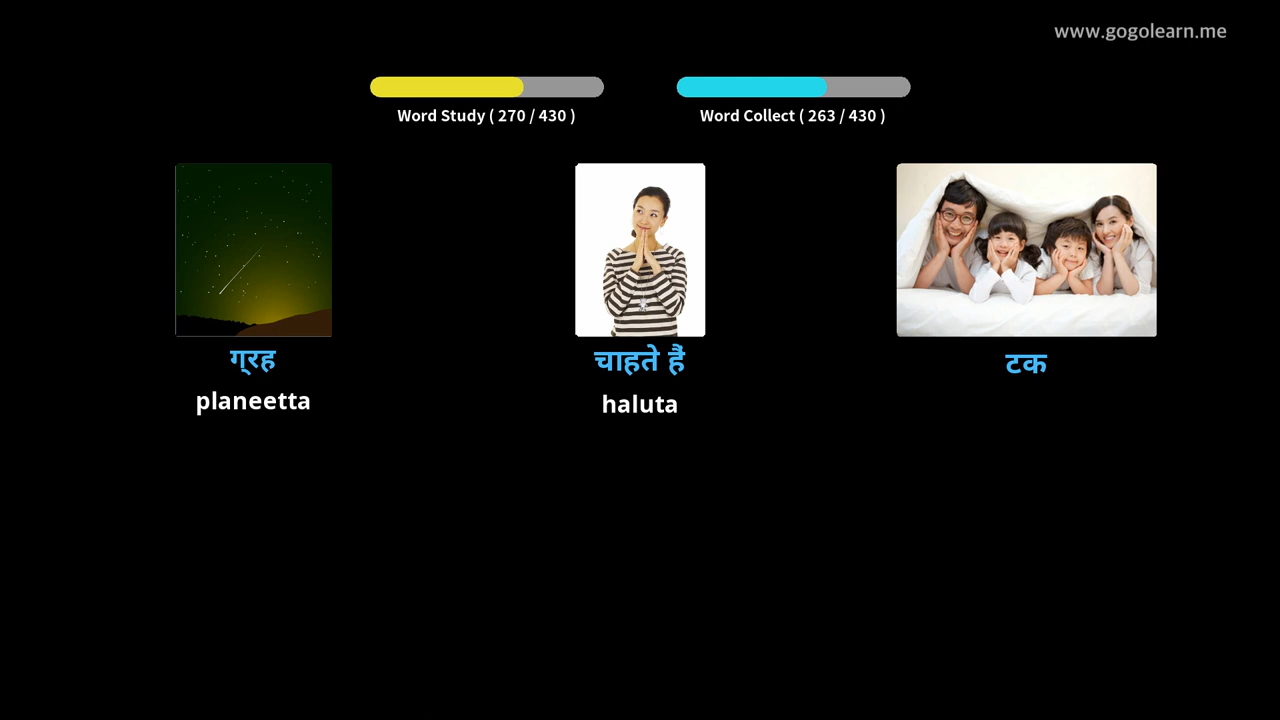 www.gogolearn.me
Word Study ( 270 / 430 )
Word Collect ( 263 / 430 )
ग्रह
चाहते हैं
टक
planeetta
haluta